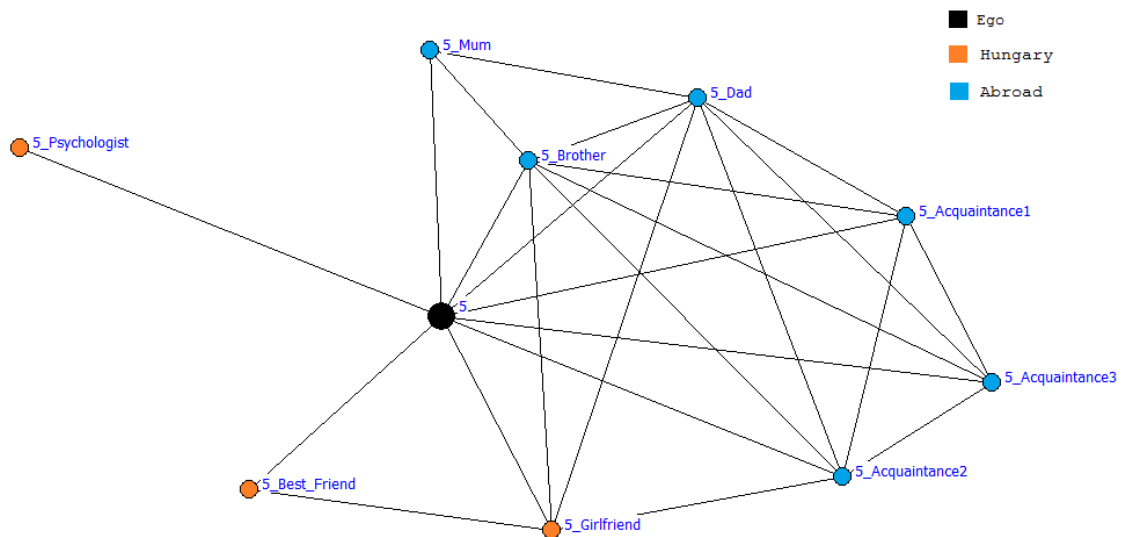 Ego
Hungary
Abroad
5_Mum
5_Dad
5_Psychologist
5_Brother
5_Acquaintance1
5
5_Acquaintance3
5_Acquaintance2
5_Best_Friend
5_Girlfriend